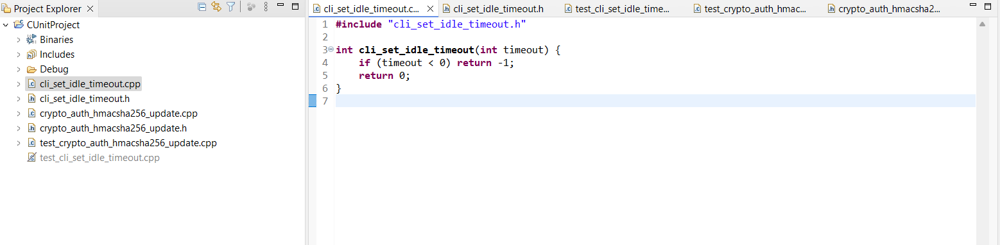 Project Explorer
CUnitProject
Binaries
Includes
Debug
cli_set_idle_timeout.cpp
cli_set_idle_timeout.h
crypto_auth_hmacsha256_update.cpp
crypto_auth_hmacsha256_update.h
test_crypto_auth_hmacsha256_update.cpp
test_cli_set_idle_timeout.cpp
cli_set_idle_timeout.c... cli_set_idle_timeout.h test_cli_set_idle_time... test_crypto_auth_hmac... crypto_auth_hmacsha2...
1 #include "cli_set_idle_timeout.h"
2
3 int cli_set_idle_timeout(int timeout) {
4 if (timeout < 0) return -1;
5 return 0;
6 }
7